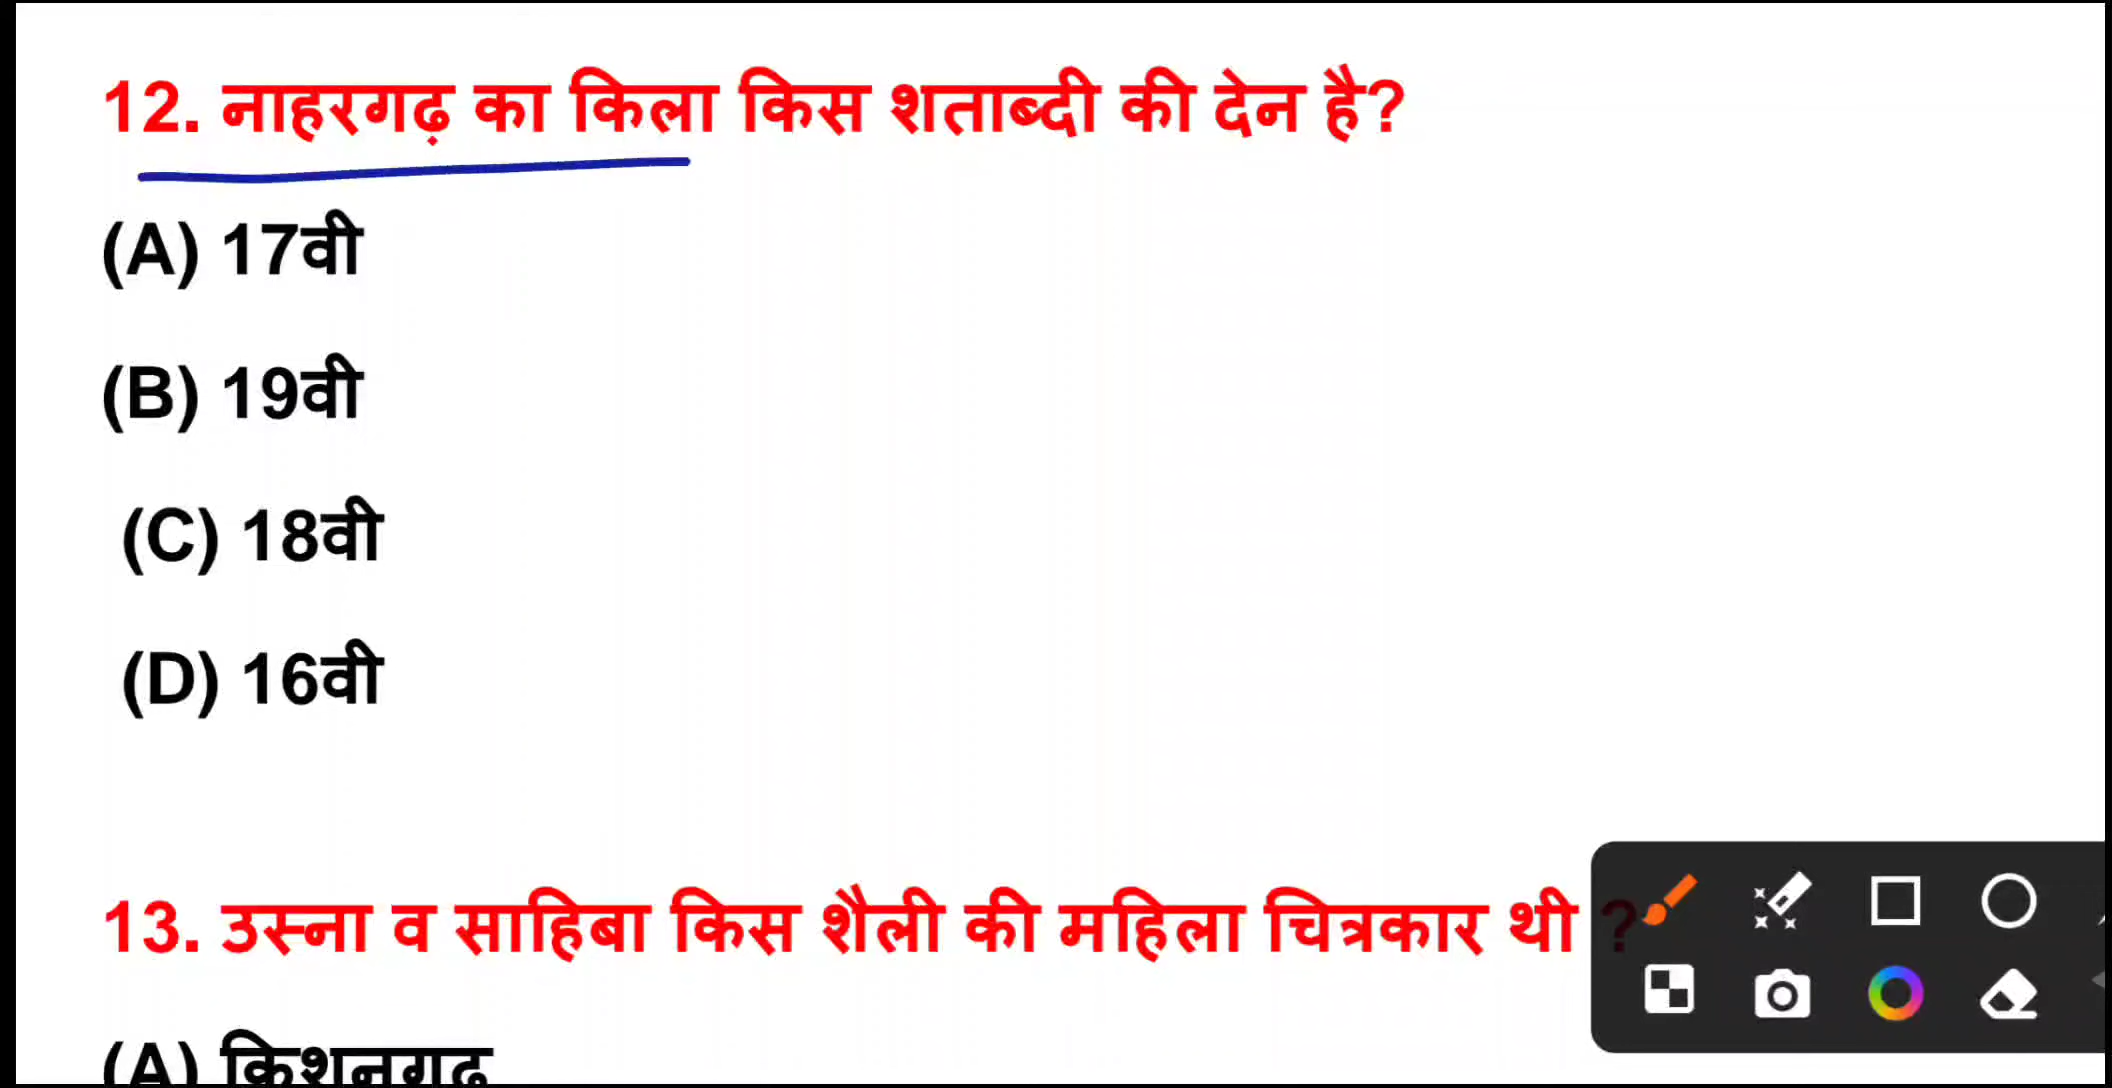 12. नाहरगढ़ का किला किस शताब्दी की देन है?
(A) 17वी
(B) 19वी
(C) 18वी
(D) 16वी
13. उस्ना व साहिबा किस शैली की महिला चित्रकार थी ?
(A) किशनगढ़